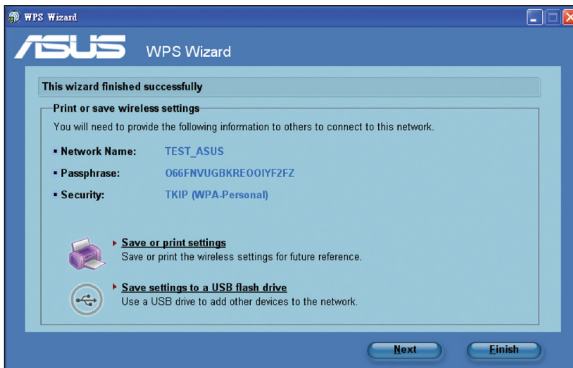 WPS Wizard
ASUS WPS Wizard
This wizard finished successfully
Print or save wireless settings
You will need to provide the following information to others to connect to this network.
▪ Network Name: TEST_ASUS
▪ Passphrase: O66FNVUGBKREOOIYF2FZ
▪ Security: TKIP (WPA-Personal)
Save or print settings
Save or print the wireless settings for future reference.
Save settings to a USB flash drive
Use a USB drive to add other devices to the network.
Next Finish